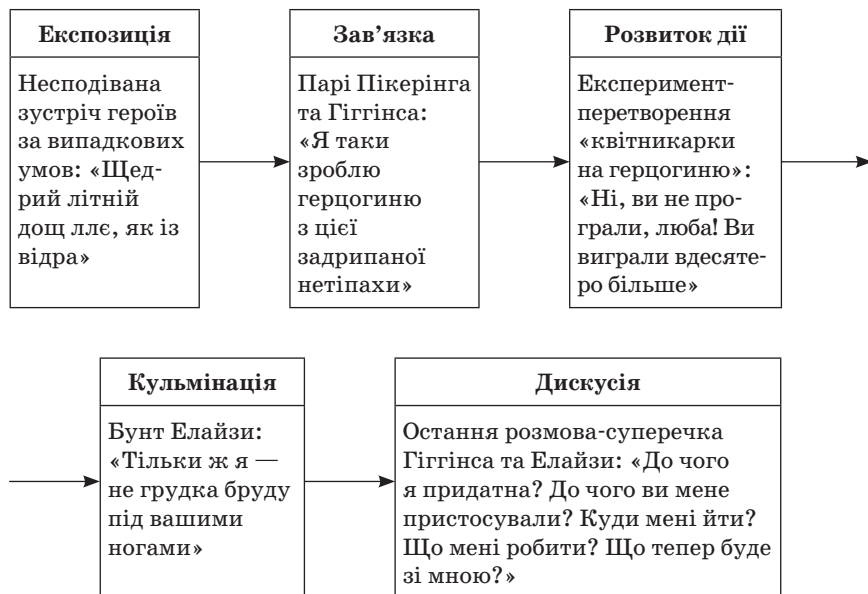 Експозиція
Несподівана
зустріч героїв
за випадкових
умов: «Щед-
рий літній
дощ ллє, як із
відра»
Зав’язка
Парі Пікерінга
та Гіггінса:
«Я таки
зроблю
герцогиню
з цієї
задрипаної
нетіпахи»
Розвиток дії
Експеримент-
перетворення
«квітникарки
на герцогиню»:
«Ні, ви не про-
грали, люба! Ви
виграли вдесяте-
ро більше»
Кульмінація
Бунт Елайзи:
«Тільки ж я —
не грудка бруду
під вашими
ногами»
Дискусія
Остання розмова-суперечка
Гіггінса та Елайзи: «До чого
я придатна? До чого ви мене
пристосували? Куди мені йти?
Що мені робити? Що тепер буде
зі мною?»